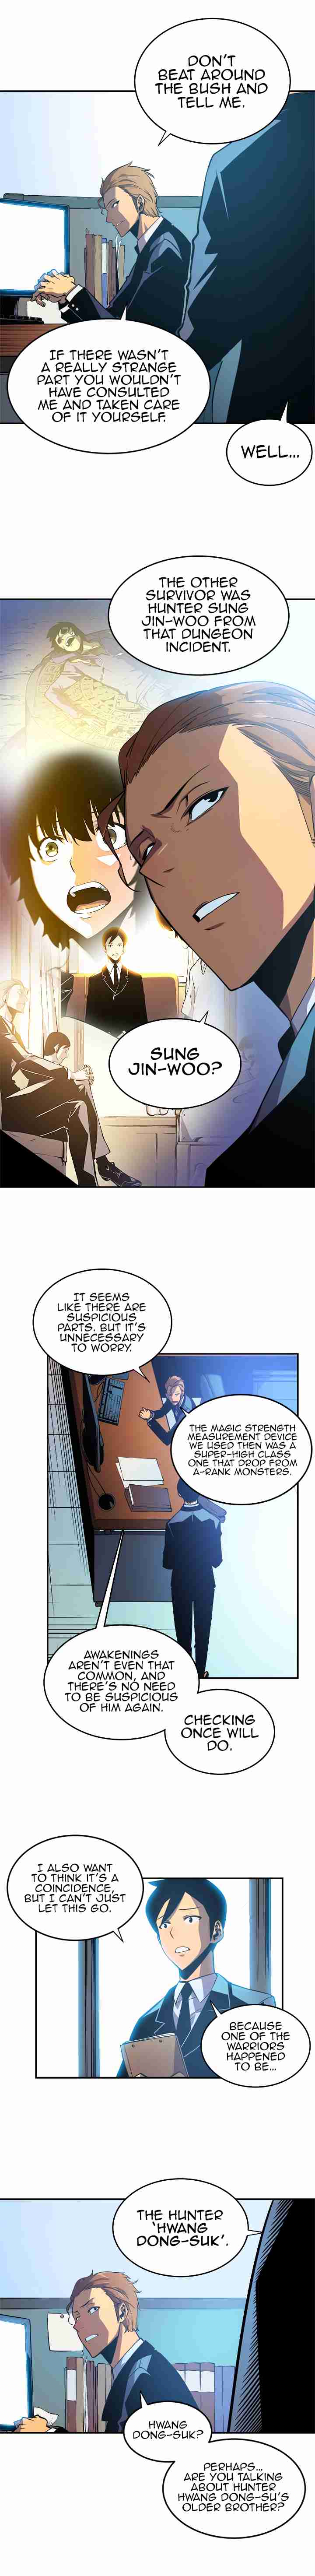 DON'T
BEAT AROUND
THE BUSH AND
TELL ME.
IF THERE WASN'T
A REALLY STRANGE
PART YOU WOULDN'T
HAVE CONSULTED
ME AND TAKEN CARE
OF IT YOURSELF.
WELL...
THE OTHER
SURVIVOR WAS
HUNTER SUNG
JIN-WOO FROM
THAT DUNGEON
INCIDENT.
SUNG
JIN-WOO?
IT SEEMS
LIKE THERE ARE
SUSPICIOUS
PARTS. BUT IT'S
UNNECESSARY
TO WORRY.
THE MAGIC STRENGTH
MEASUREMENT DEVICE
WE USED THEN WAS A
SUPER-HIGH CLASS
ONE THAT DROP FROM
A-RANK MONSTERS.
AWAKENINGS
AREN'T EVEN THAT
COMMON, AND
THERE'S NO NEED
TO BE SUSPICIOUS
OF HIM AGAIN.
CHECKING
ONCE WILL
DO.
I ALSO WANT
TO THINK IT'S A
COINCIDENCE,
BUT I CAN'T JUST
LET THIS GO.
BECAUSE
ONE OF THE
WARRIORS
HAPPENED
TO BE...
THE HUNTER
'HWANG
DONG-SUK'.
HWANG
DONG-SUK?
PERHAPS...
ARE YOU TALKING
ABOUT HUNTER
HWANG DONG-SU'S
OLDER BROTHER?